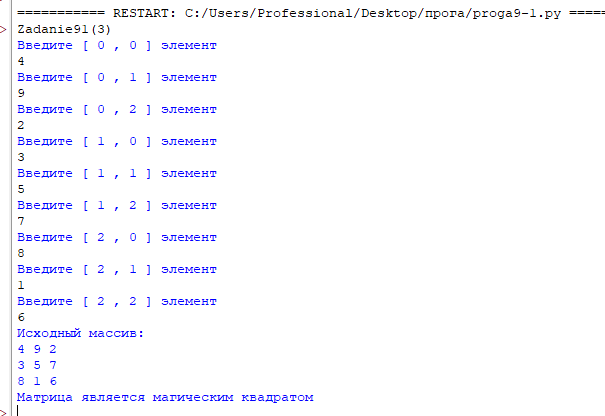 =========== RESTART: C:/Users/Professional/Desktop/прога/proga9-1.py =====
Zadanie91(3)
Введите [ 0 , 0 ] элемент
4
Введите [ 0 , 1 ] элемент
9
Введите [ 0 , 2 ] элемент
2
Введите [ 1 , 0 ] элемент
3
Введите [ 1 , 1 ] элемент
5
Введите [ 1 , 2 ] элемент
7
Введите [ 2 , 0 ] элемент
8
Введите [ 2 , 1 ] элемент
1
Введите [ 2 , 2 ] элемент
6
Исходный массив:
4 9 2
3 5 7
8 1 6
Матрица является магическим квадратом